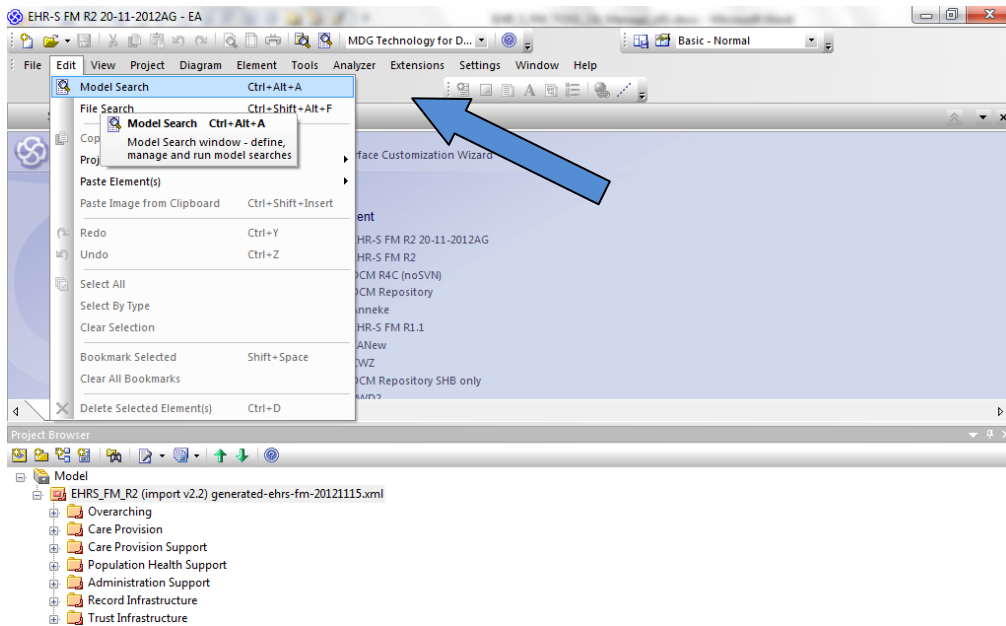 EHR-S FM R2 20-11-2012AG - EA
MDG Technology for D...
Basic - Normal
File Edit View Project Diagram Element Tools Analyzer Extensions Settings Window Help
Model Search Ctrl+Alt+A
File Search Ctrl+Shift+Alt+F
Model Search Ctrl+Alt+A
Model Search window - define,
manage and run model searches
Cop
Proj
rface Customization Wizard
Paste Element(s)
Paste Image from Clipboard Ctrl+Shift+Insert
ent
Redo Ctrl+Y
HR-S FM R2 20-11-2012AG
Undo Ctrl+Z
HR-S FM R2
Select All
CM R4C (noSVN)
CM Repository
Select By Type
nneke
Clear Selection
HR-S FM R1.1
ANew
Bookmark Selected Shift+Space
WZ
Clear All Bookmarks
CM Repository SHB only
Delete Selected Element(s) Ctrl+D
Project Browser
Model
EHRS_FM_R2 (import v2.2) generated-ehrs-fm-20121115.xml
Overarching
Care Provision
Care Provision Support
Population Health Support
Administration Support
Record Infrastructure
Trust Infrastructure